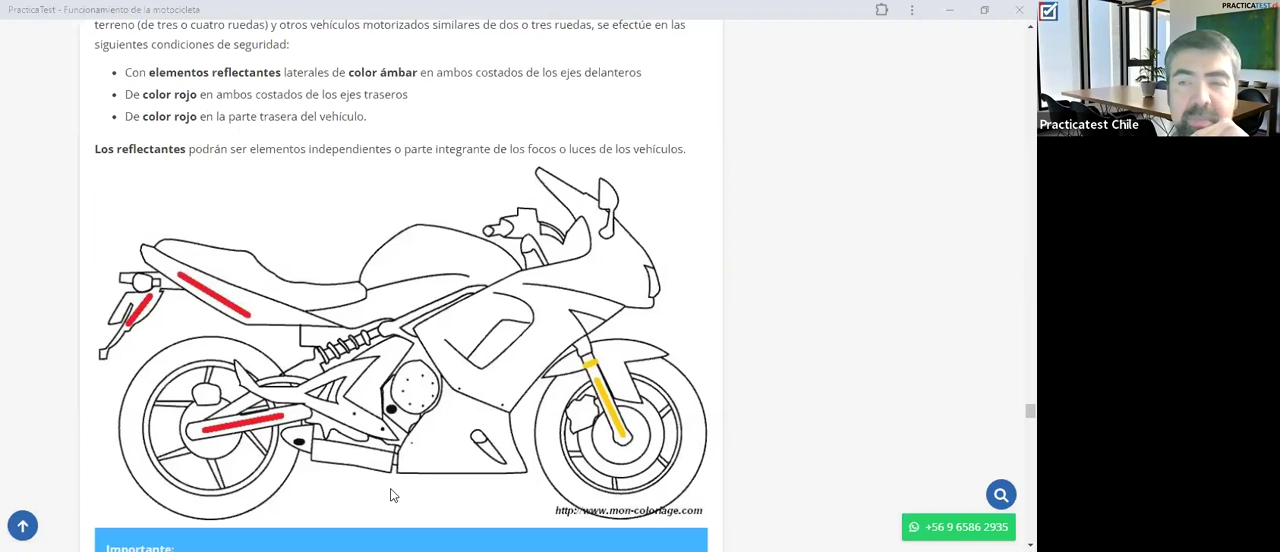 PracticaTest - Funcionamiento de la motocicleta
terreno (de tres o cuatro ruedas) y otros vehículos motorizados similares de dos o tres ruedas, se efectúe en las
siguientes condiciones de seguridad:
• Con elementos reflectantes laterales de color ámbar en ambos costados de los ejes delanteros
• De color rojo en ambos costados de los ejes traseros
• De color rojo en la parte trasera del vehículo.
Los reflectantes podrán ser elementos independientes o parte integrante de los focos o luces de los vehículos.
http://www.mon-coloriage.com
+56 9 6586 2935
Importante:
PRACTICATEST
Practicatest Chile